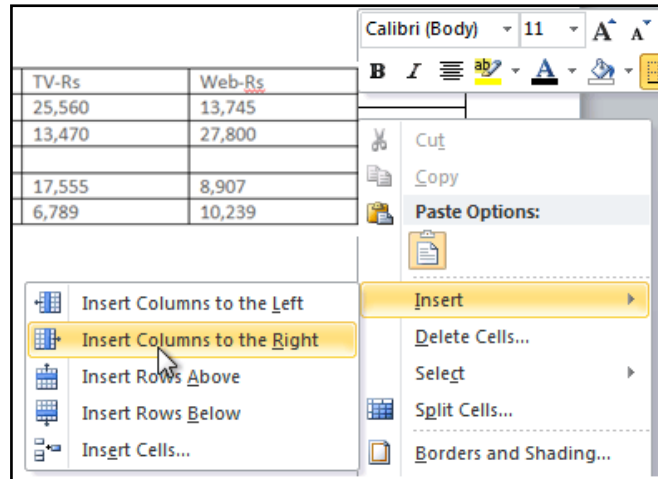 Calibri (Body) 11 A A
B I ab A
TV-Rs Web-Rs
25,560 13,745
13,470 27,800
17,555 8,907
6,789 10,239
Cut
Copy
Paste Options:
Insert
Delete Cells...
Select
Split Cells...
Borders and Shading...
Insert Columns to the Left
Insert Columns to the Right
Insert Rows Above
Insert Rows Below
Insert Cells...